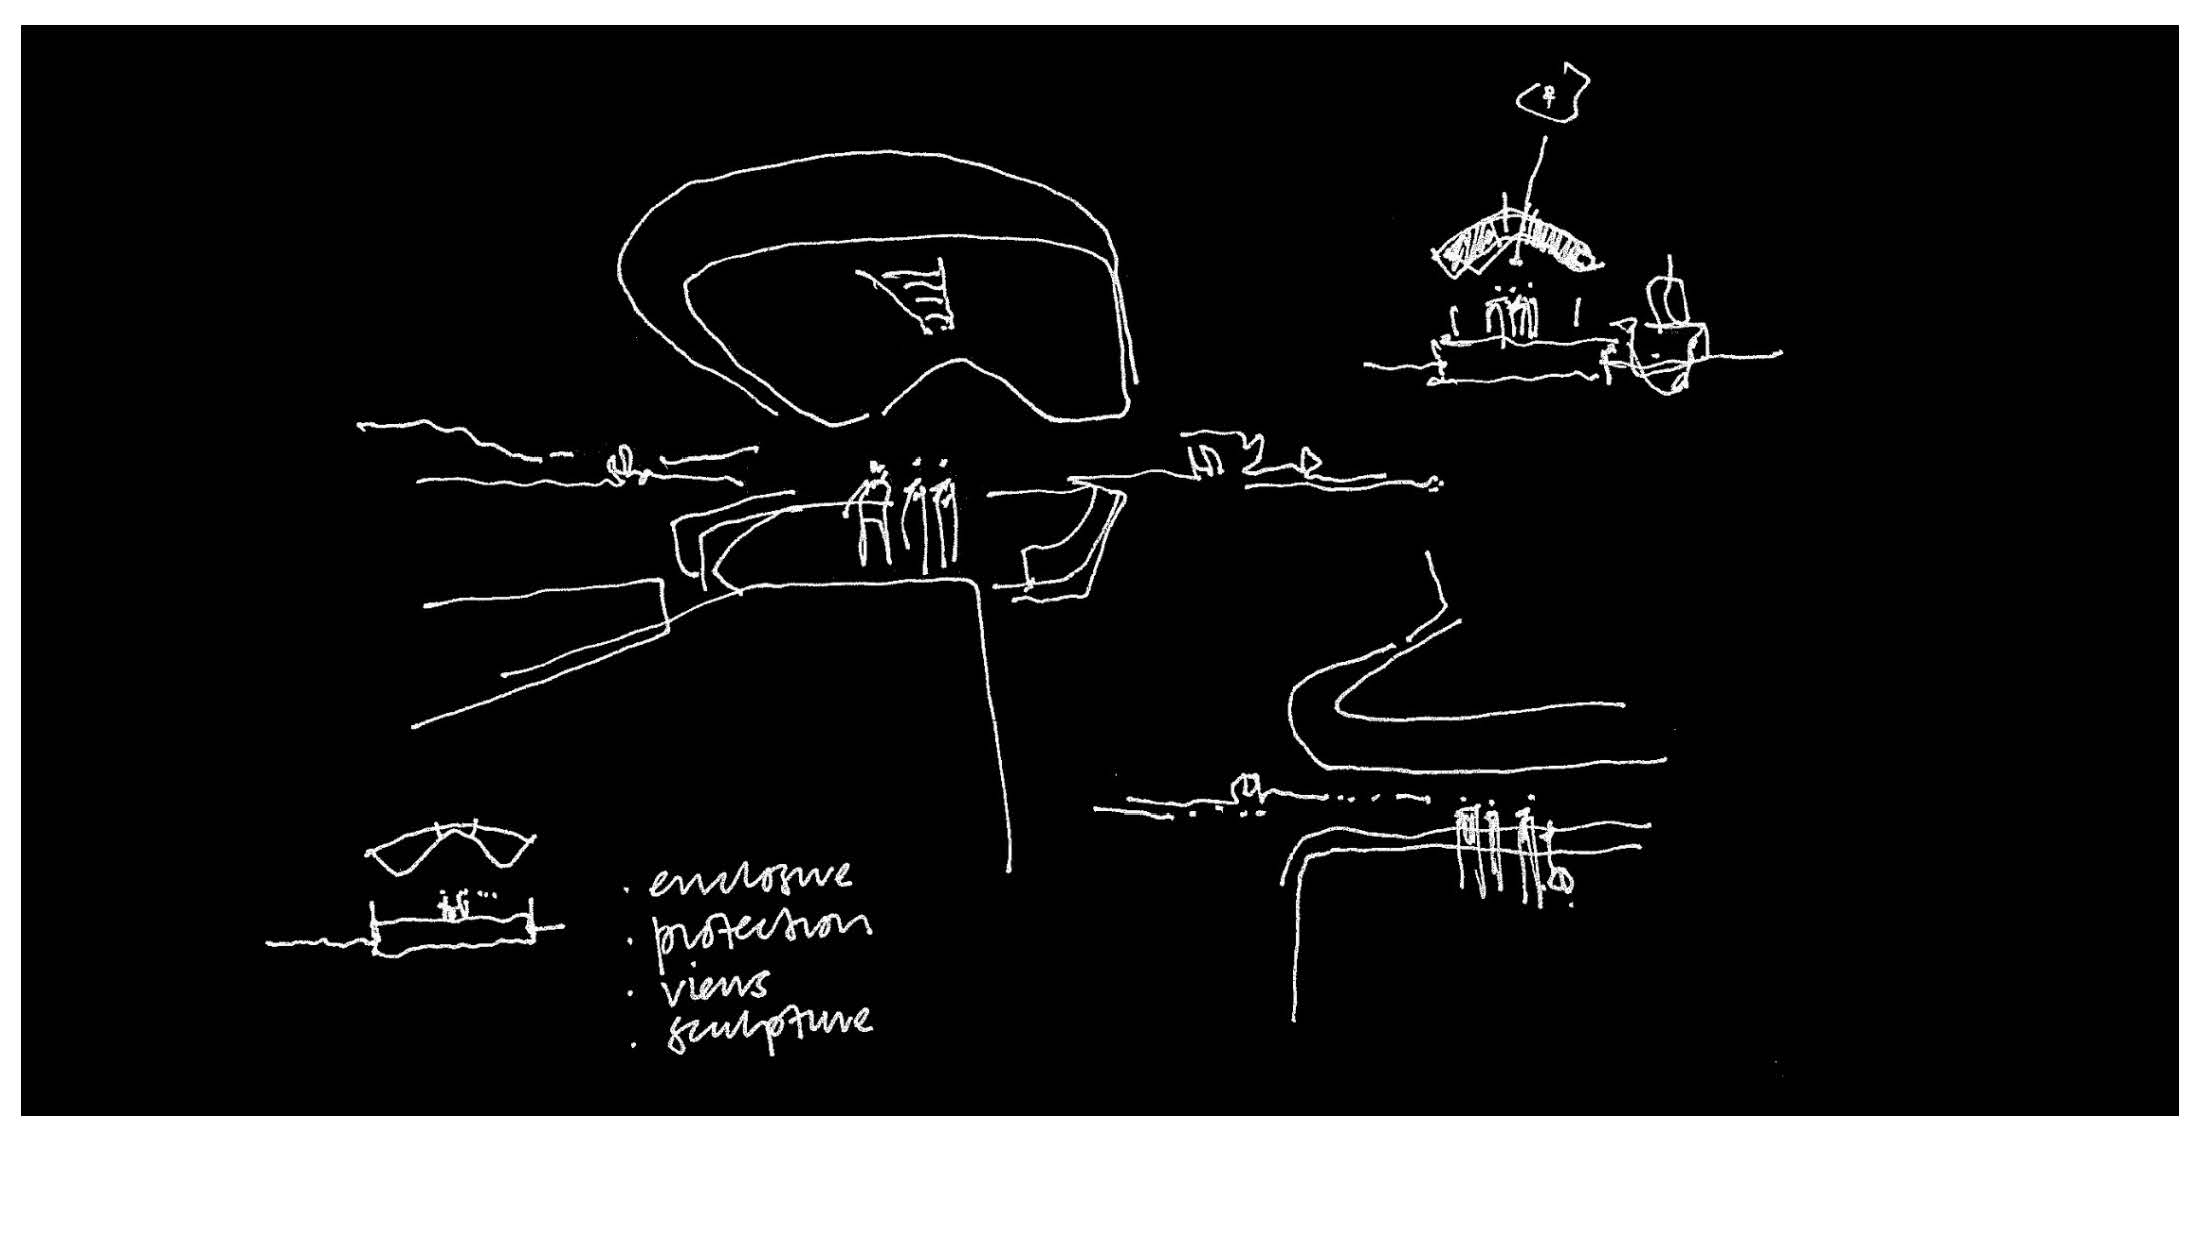 . enclosure
. protection
. views
. sculpture